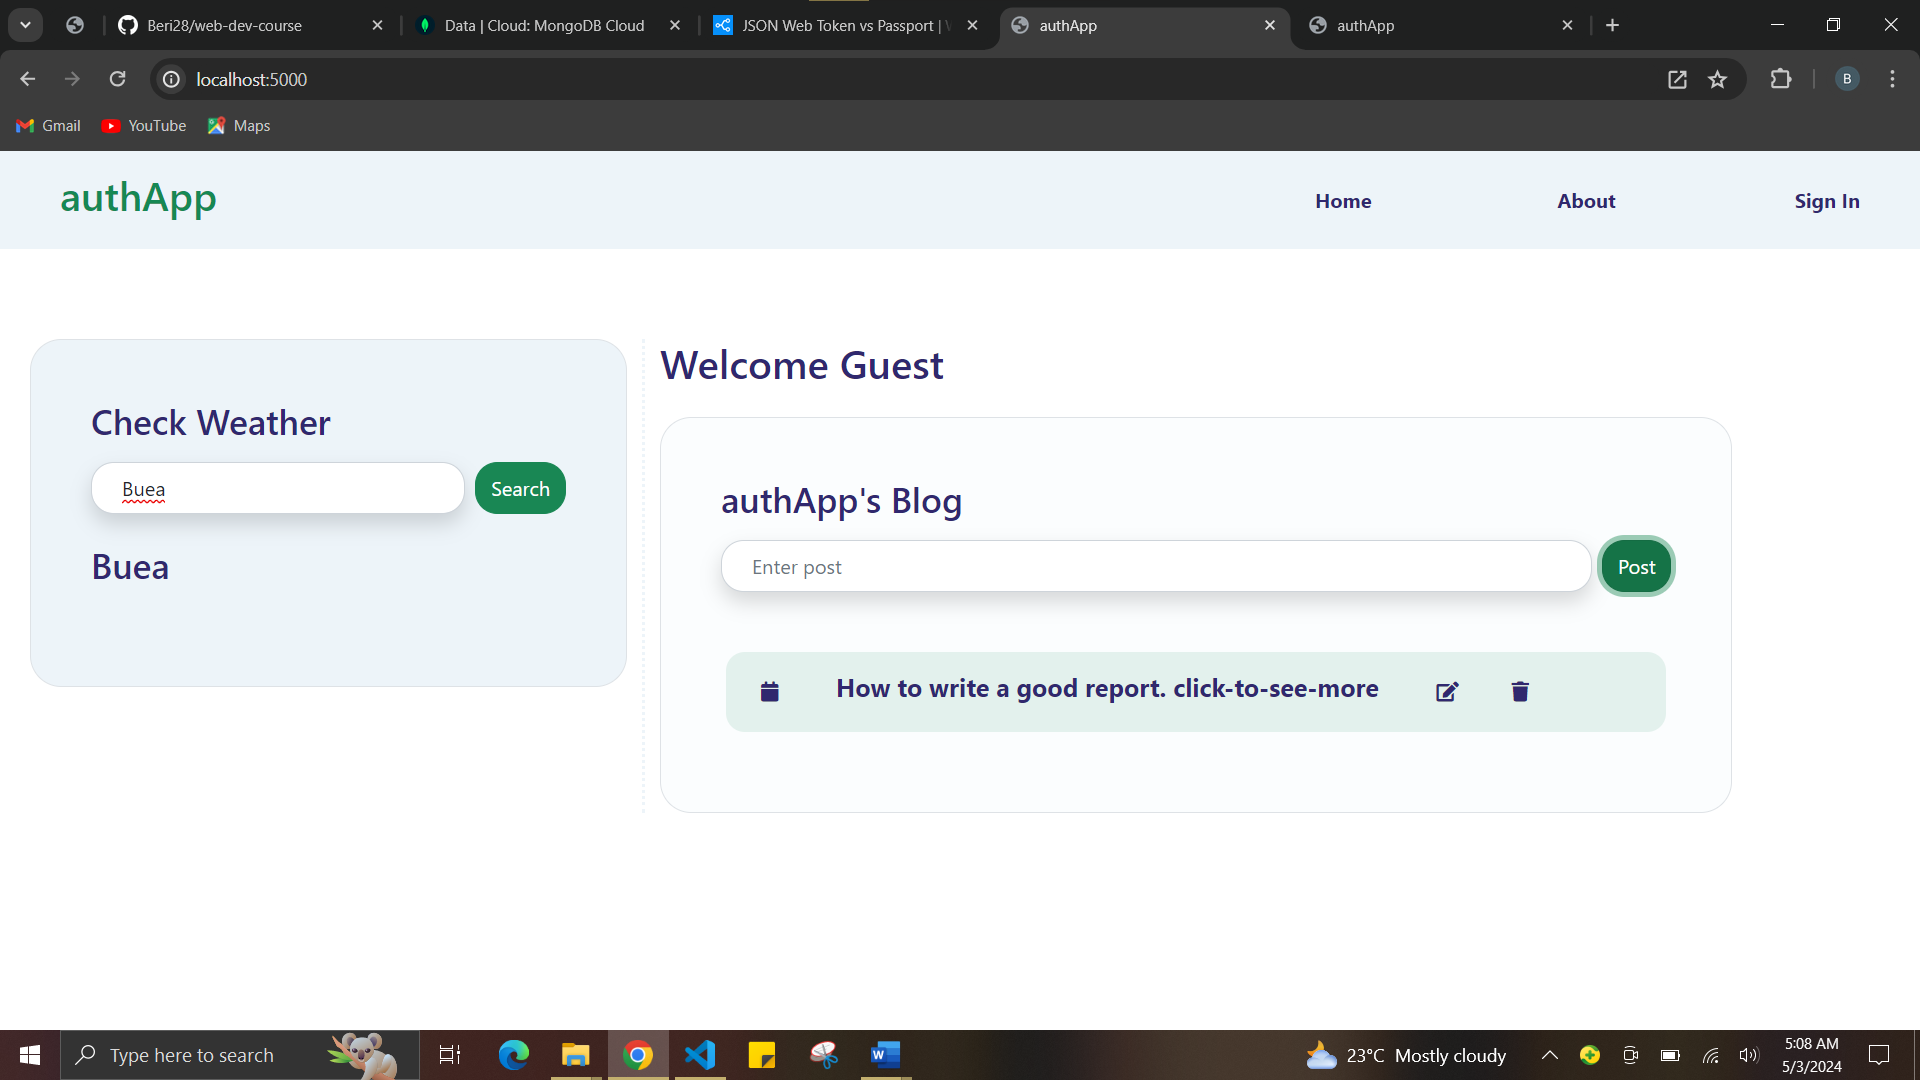 Beri28/web-dev-course
Data | Cloud: MongoDB Cloud
JSON Web Token vs Passport |
authApp
authApp
localhost:5000
B
Gmail
YouTube
Maps
authApp
Home
About
Sign In
Check Weather
Buea
Search
Buea
Welcome Guest
authApp's Blog
Enter post
Post
How to write a good report. click-to-see-more
Type here to search
23°C Mostly cloudy
5:08 AM
5/3/2024